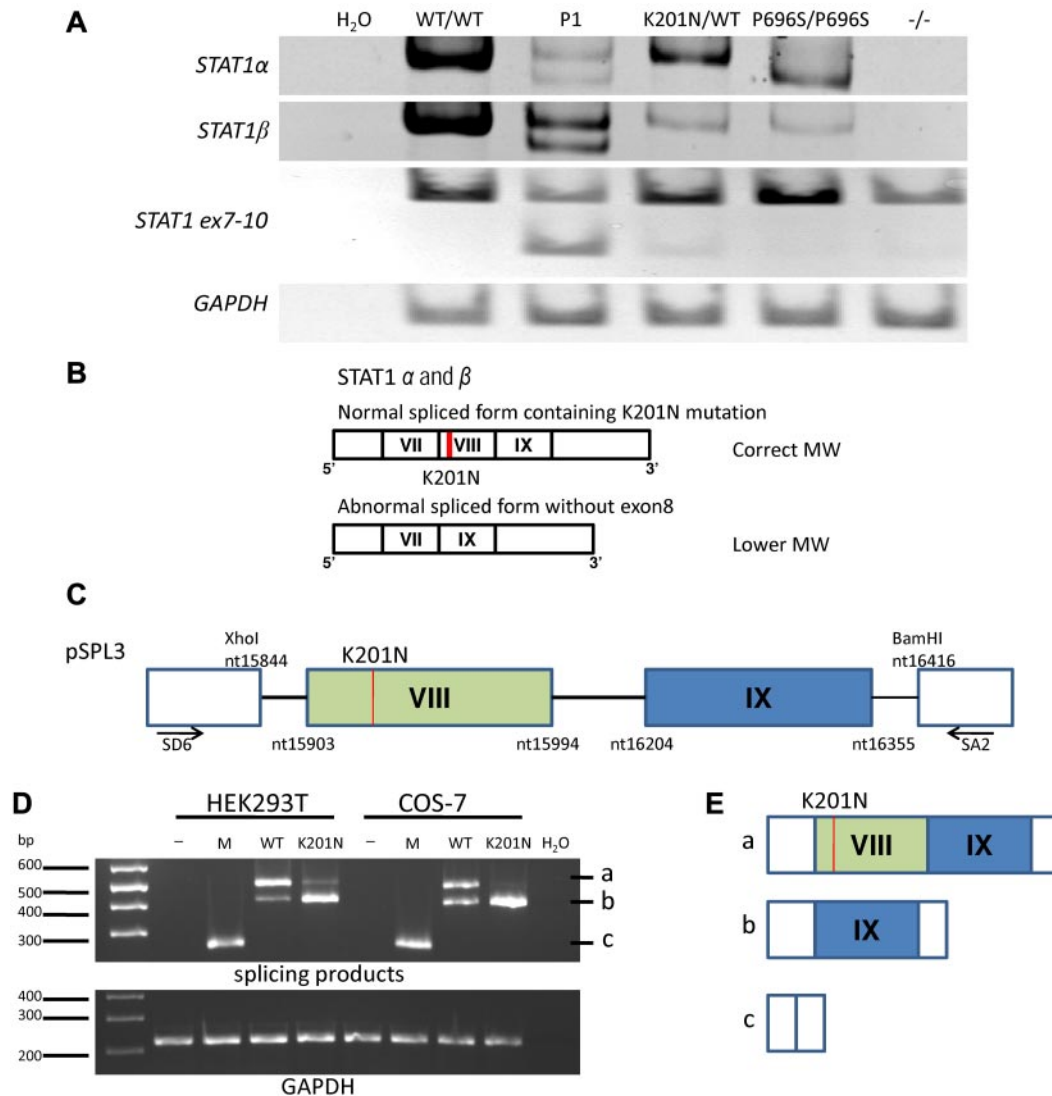 A
H₂O WT/WT P1 K201N/WT P696S/P696S -/-
STAT1α
STAT1β
STAT1 ex7-10
GAPDH
B
STAT1 α and β
Normal spliced form containing K201N mutation
VII VIII IX
Correct MW
5' 3'
K201N
Abnormal spliced form without exon8
VII IX
Lower MW
5' 3'
C
pSPL3
XhoI
nt15844
K201N
BamHI
nt16416
VIII IX
SD6 nt15903 nt15994 nt16204 nt16355 SA2
D
HEK293T COS-7
bp – M WT K201N – M WT K201N H₂O
600
500
400
300
a
b
c
splicing products
400
300
200
GAPDH
E
K201N
a VIII IX
b IX
c